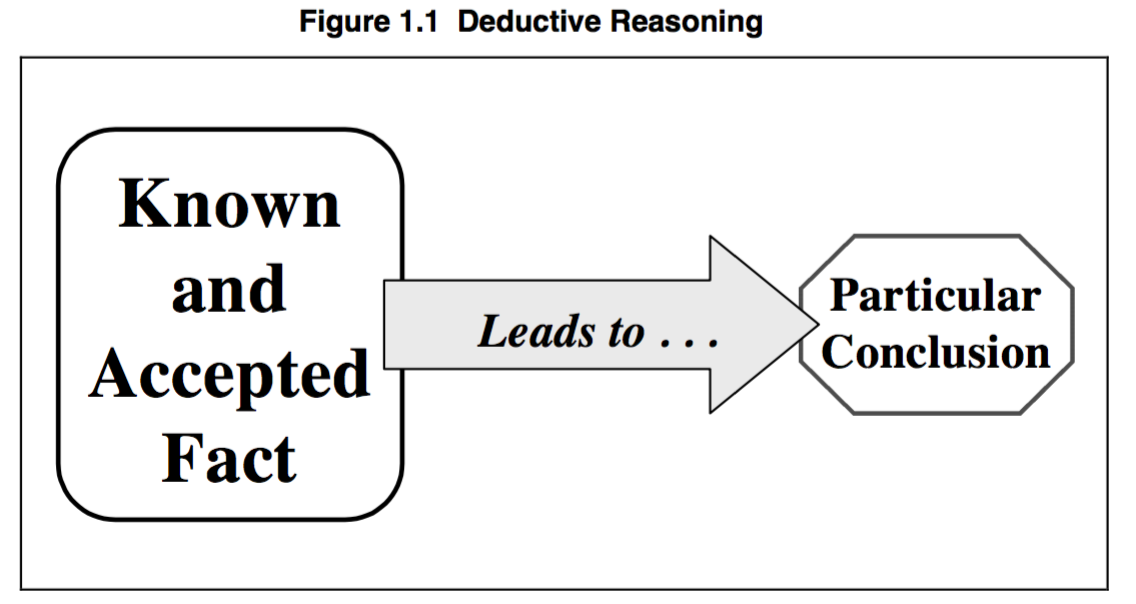 Figure 1.1 Deductive Reasoning
Known
and
Accepted
Fact
Leads to . . .
Particular
Conclusion